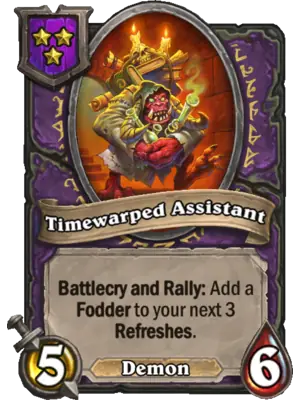 Timewarped Assistant
Battlecry and Rally: Add a
Fodder to your next 3
Refreshes.
5
Demon
6